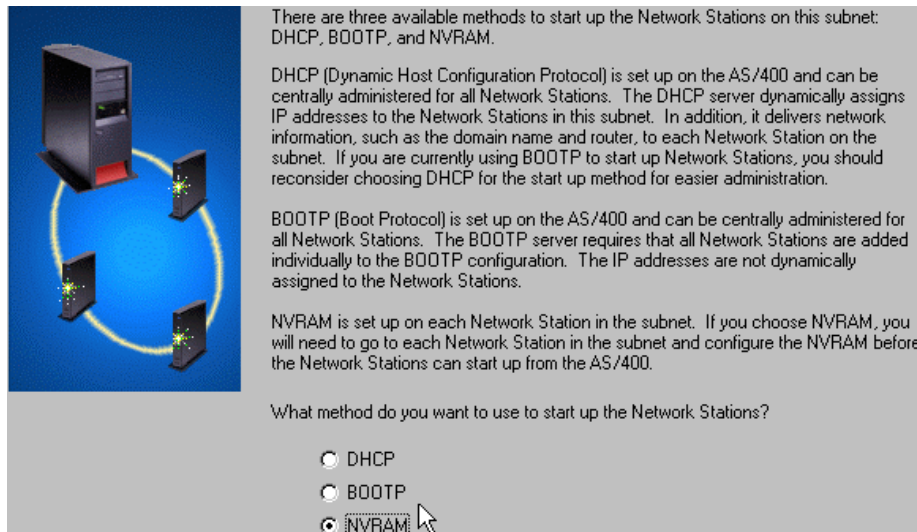 There are three available methods to start up the Network Stations on this subnet:
DHCP, BOOTP, and NVRAM.
DHCP (Dynamic Host Configuration Protocol) is set up on the AS/400 and can be
centrally administered for all Network Stations. The DHCP server dynamically assigns
IP addresses to the Network Stations in this subnet. In addition, it delivers network
information, such as the domain name and router, to each Network Station on the
subnet. If you are currently using BOOTP to start up Network Stations, you should
reconsider choosing DHCP for the start up method for easier administration.
BOOTP (Boot Protocol) is set up on the AS/400 and can be centrally administered for
all Network Stations. The BOOTP server requires that all Network Stations are added
individually to the BOOTP configuration. The IP addresses are not dynamically
assigned to the Network Stations.
NVRAM is set up on each Network Station in the subnet. If you choose NVRAM, you
will need to go to each Network Station in the subnet and configure the NVRAM before
the Network Stations can start up from the AS/400.
What method do you want to use to start up the Network Stations?
DHCP
BOOTP
NVRAM